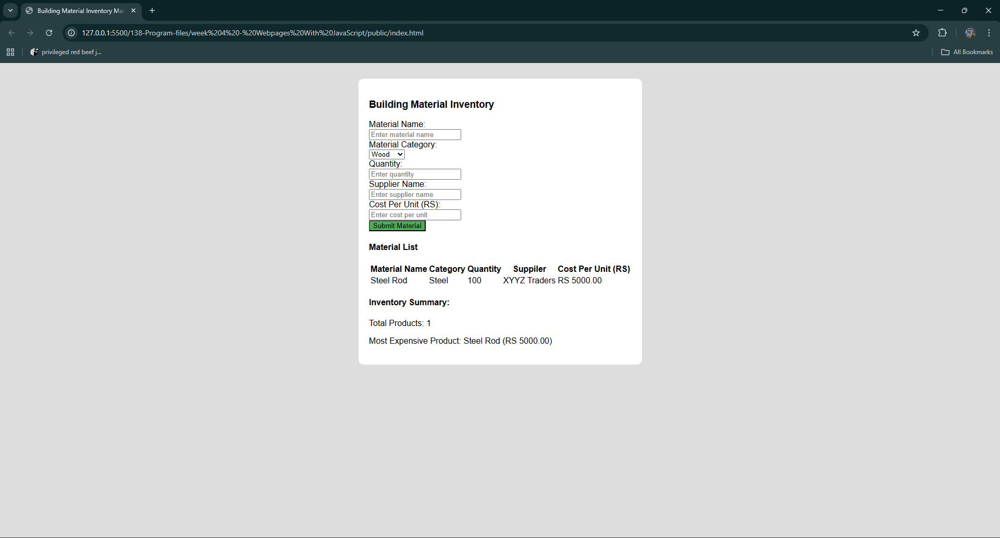 Building Material Inventory Mar
127.0.0.1:5500/138-Program-files/week%204%20-%20Webpages%20With%20JavaScript/public/index.html
privileged red beef j...
All Bookmarks
Building Material Inventory
Material Name:
Enter material name
Material Category:
Wood
Quantity:
Enter quantity
Supplier Name:
Enter supplier name
Cost Per Unit (RS):
Enter cost per unit
Submit Material
Material List
Material Name Category Quantity Suppiler Cost Per Unit (RS)
Steel Rod Steel 100 XYYZ Traders RS 5000.00
Inventory Summary:
Total Products: 1
Most Expensive Product: Steel Rod (RS 5000.00)